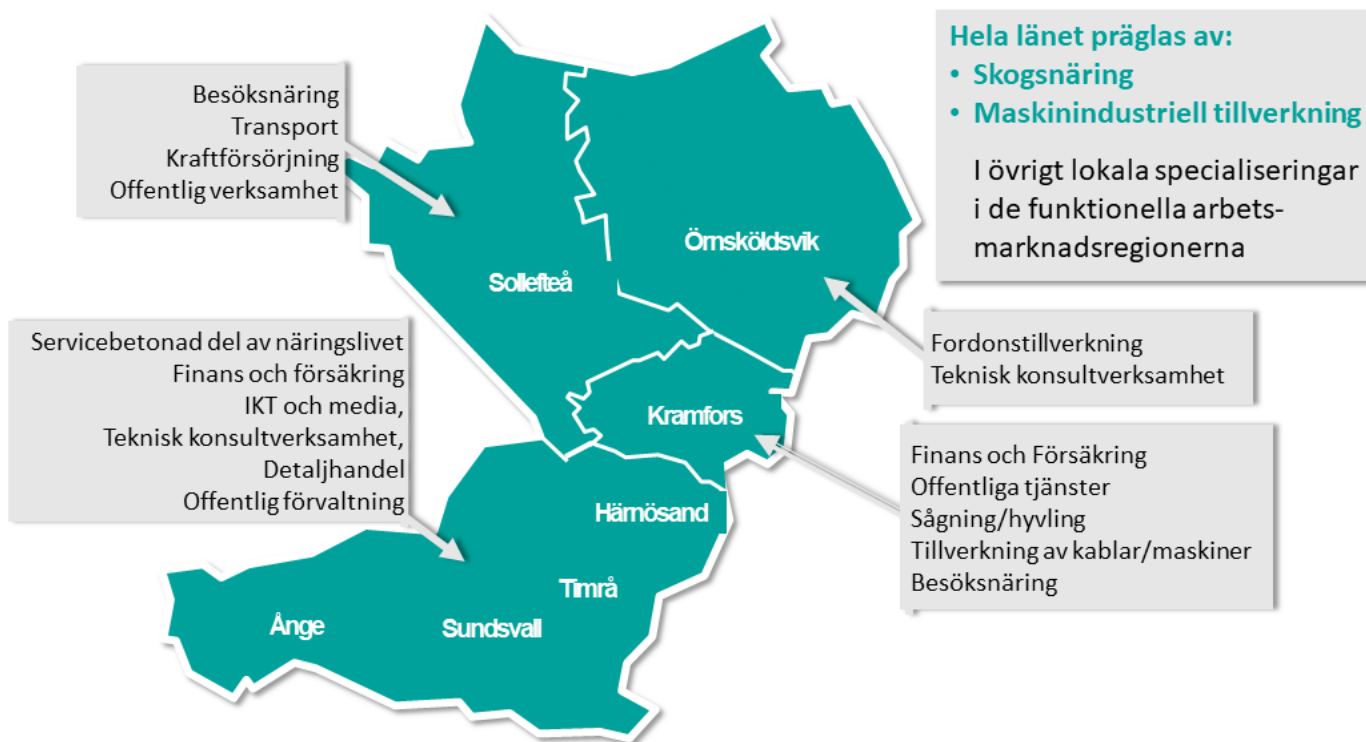 Hela länet präglas av:
• Skogsnäring
• Maskinindustriell tillverkning
I övrigt lokala specialiseringar
i de funktionella arbets-
marknadsregionerna
Besöksnäring
Transport
Kraftförsörjning
Offentlig verksamhet
Örnsköldsvik
Sollefteå
Servicebetonad del av näringslivet
Finans och försäkring
IKT och media,
Teknisk konsultverksamhet,
Detaljhandel
Offentlig förvaltning
Fordonstillverkning
Teknisk konsultverksamhet
Kramfors
Finans och Försäkring
Offentliga tjänster
Sågning/hyvling
Tillverkning av kablar/maskiner
Besöksnäring
Härnösand
Timrå
Ånge
Sundsvall